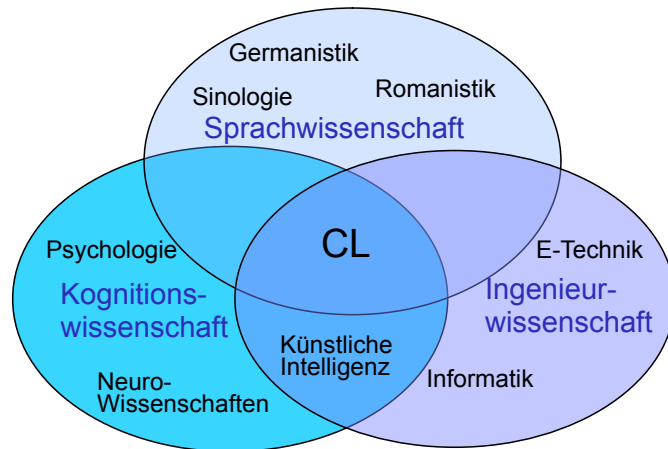 Germanistik
Romanistik
Sinologie
Sprachwissenschaft
CL
Psychologie
Kognitions-
wissenschaft
Neuro-
Wissenschaften
Künstliche
Intelligenz
E-Technik
Ingenieur-
wissenschaft
Informatik